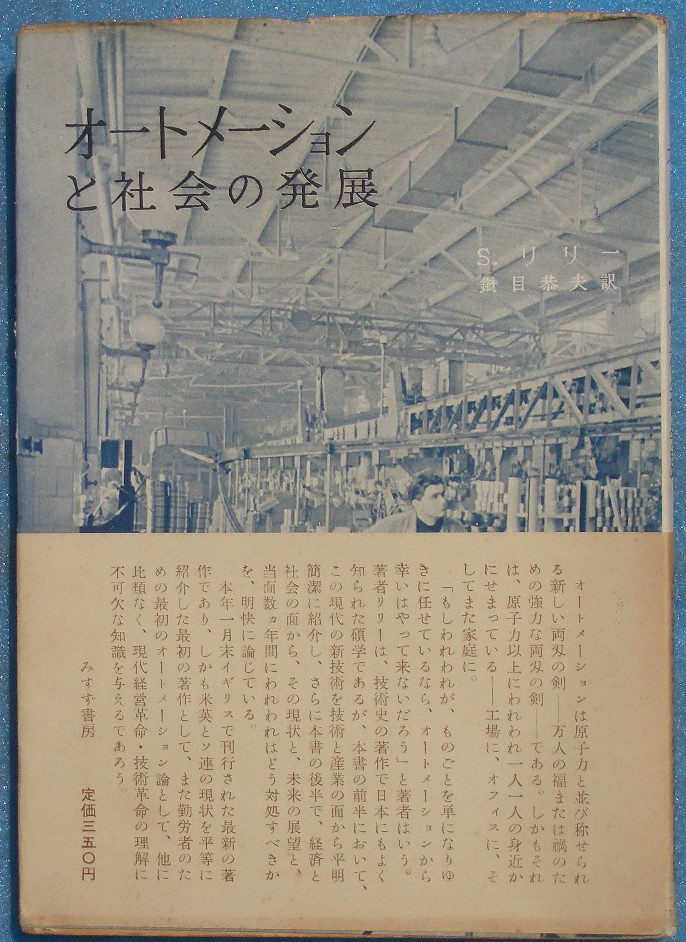 オートメーション
と社会の発展
S. リリー
鎮目恭夫訳
オートメーションは原子力と並び称せられ
る新しい両刄の剣――万人の福または禍のた
めの強力な両刄の剣――である。しかもそれ
は、原子力以上にわれわれ一人一人の身近か
にせまっている――工場に、オフィスに、そ
してまた家庭に。
「もしわれわれが、ものごとを単になりゆ
きに任せているなら、オートメーションから
幸いはやって来ないだろう」と著者はいう。
著者リリーは、技術史の著作で日本にもよく
知られた碩学であるが、本書の前半において、
この現代の新技術を技術と産業の面から平明
簡潔に紹介し、さらに本書の後半で、経済と
社会の面から、その現状と、未来の展望と、
当面数ヵ年間にわれわれはどう対処すべきか
を、明快に論じている。
本年一月末イギリスで刊行された最新の著
作であり、しかも米英とソ連の現状を平等に
紹介した最初の著作として、また勤労者のた
めの最初のオートメーション論として、他に
比類なく、現代経営革命・技術革命の理解に
不可欠な知識を与えるであろう
みすず書房
定価三五〇円